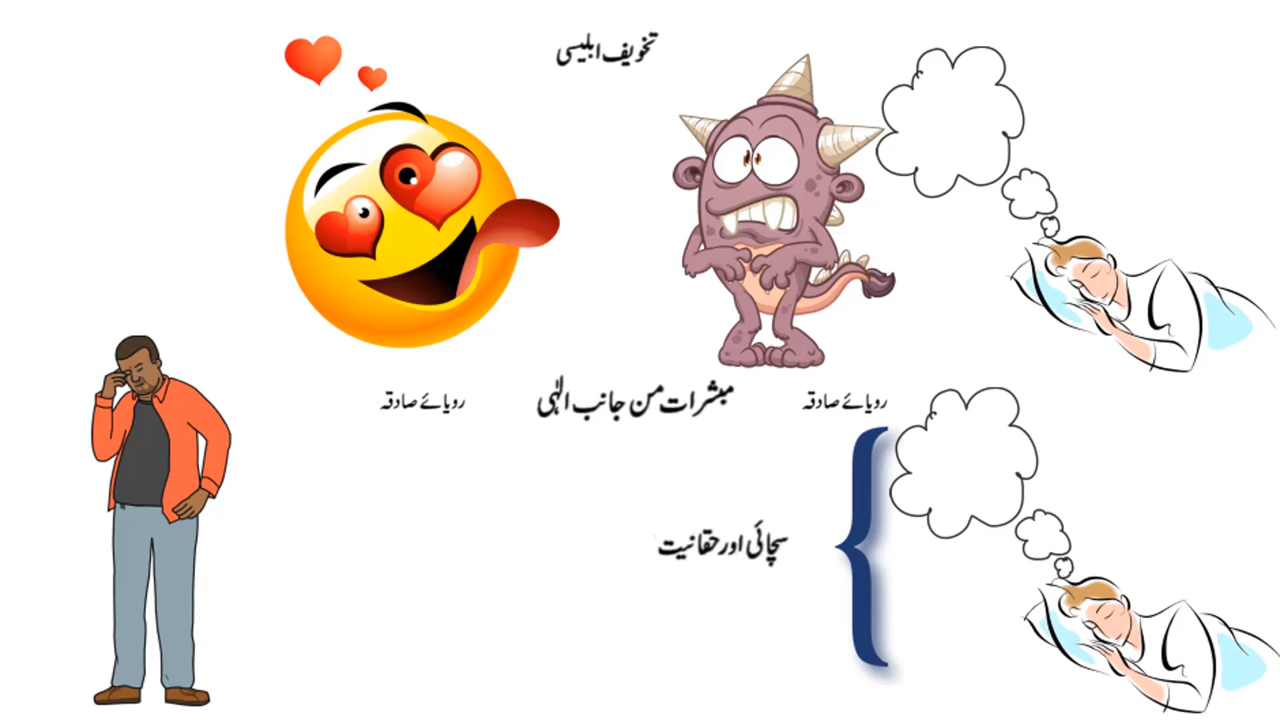 تخویف ابلیسی
رویائے صادقہ
مبشرات من جانب الٰہی
رویائے صادقہ
سچائی اور حقانیت